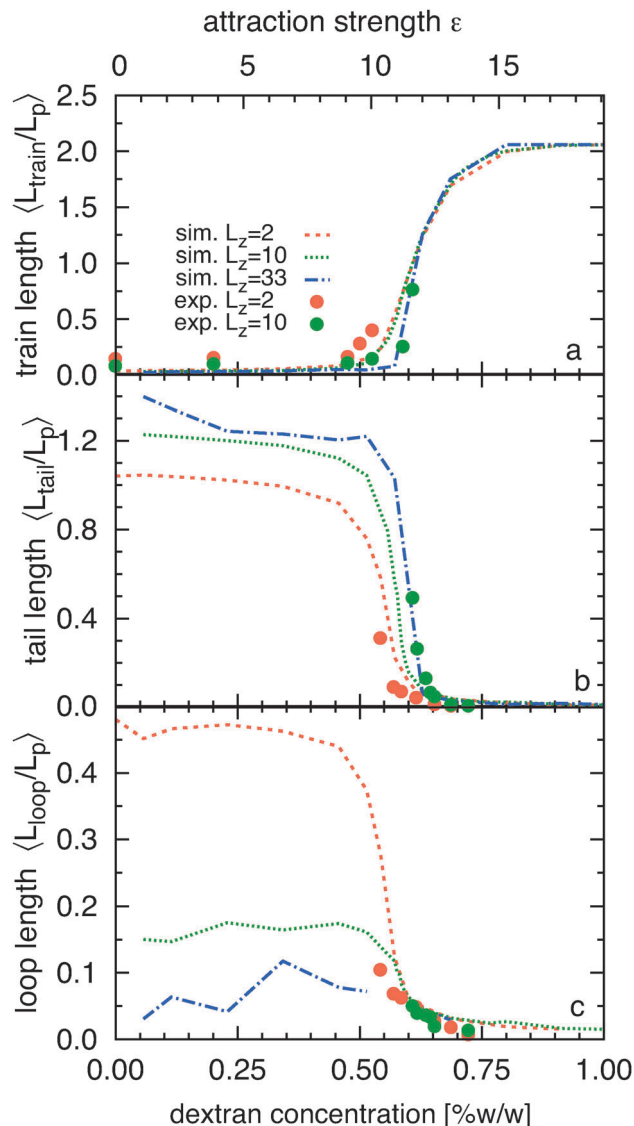 attraction strength ε
0 5 10 15
train length ⟨L_train/L_p⟩
2.5
2.0
1.5
1.0
0.5
0.0
sim. L_z=2
sim. L_z=10
sim. L_z=33
exp. L_z=2
exp. L_z=10
a
tail length ⟨L_tail/L_p⟩
1.2
0.8
0.4
0.0
b
loop length ⟨L_loop/L_p⟩
0.4
0.3
0.2
0.1
0.0
c
0.00 0.25 0.50 0.75 1.00
dextran concentration [%w/w]